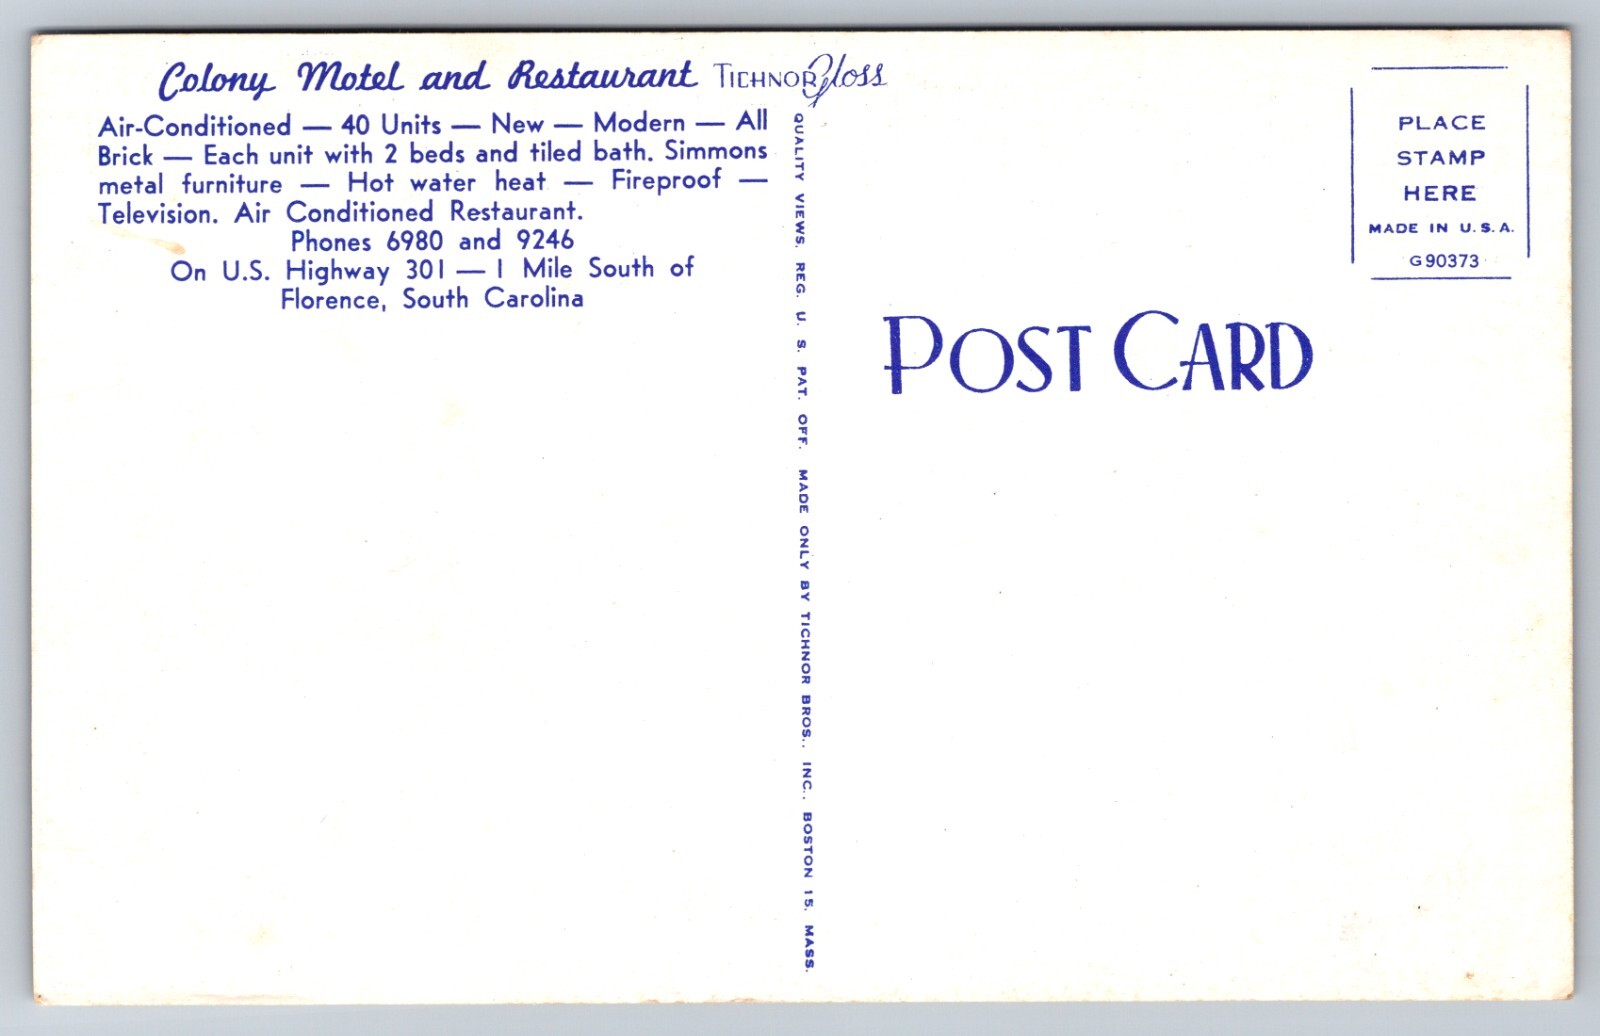 Colony Motel and Restaurant TICHNOR Gloss
Air-Conditioned — 40 Units — New — Modern — All
Brick — Each unit with 2 beds and tiled bath. Simmons
metal furniture — Hot water heat — Fireproof —
Television. Air Conditioned Restaurant.
Phones 6980 and 9246
On U.S. Highway 301 — 1 Mile South of
Florence, South Carolina
QUALITY VIEWS. REG. U. S. PAT. OFF. MADE ONLY BY TICHNOR BROS., INC., BOSTON 15, MASS.
POST CARD
PLACE
STAMP
HERE
MADE IN U.S.A.
G90373